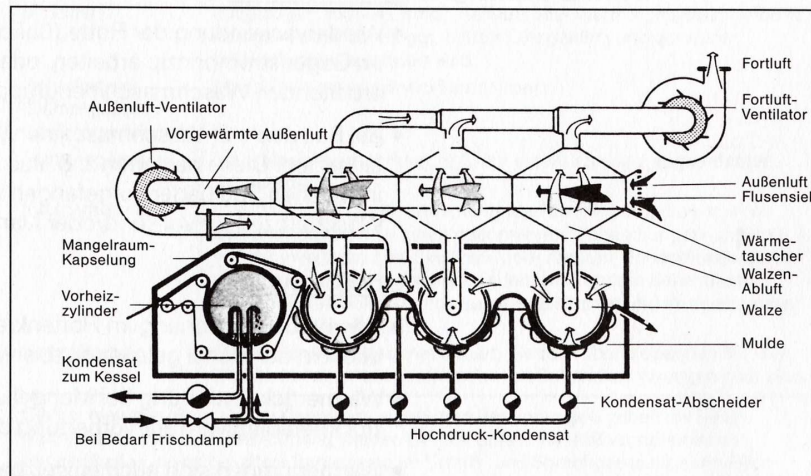 Fortluft
Außenluft-Ventilator
Fortluft-
Ventilator
Vorgewärmte Außenluft
Außenluft
Flusensieb
Mangelraum-
Kapselung
Wärme-
tauscher
Walzen-
Abluft
Vorheiz-
zylinder
Walze
Mulde
Kondensat
zum Kessel
Kondensat-Abscheider
Bei Bedarf Frischdampf
Hochdruck-Kondensat